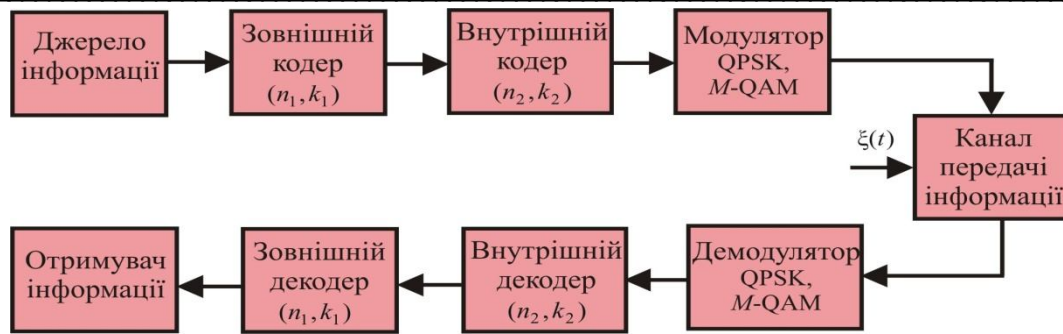 Джерело
інформації
Зовнішній
кодер
(n₁, k₁)
Внутрішній
кодер
(n₂, k₂)
Модулятор
QPSK,
M-QAM
ξ(t)
Канал
передачі
інформації
Отримувач
інформації
Зовнішній
декодер
(n₁, k₁)
Внутрішній
декодер
(n₂, k₂)
Демодулятор
QPSK,
M-QAM